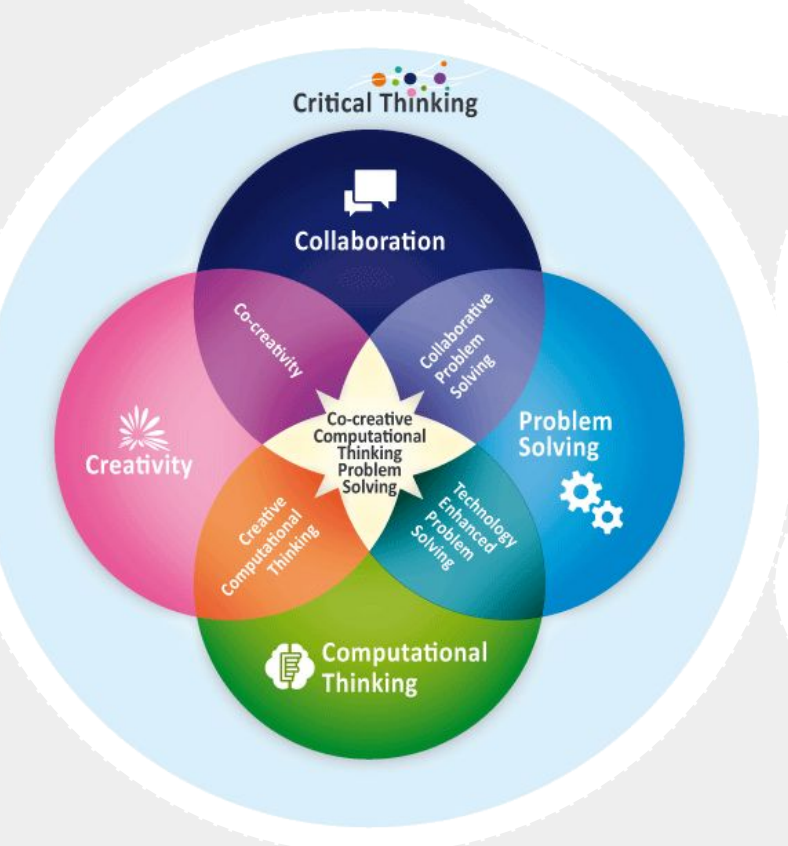 Critical Thinking
Collaboration
Co-creativity
Collaborative
Problem
Solving
Creativity
Co-creative
Computational
Thinking
Problem
Solving
Problem
Solving
Creative
Computational
Thinking
Technology
Enhanced
Problem
Solving
Computational
Thinking